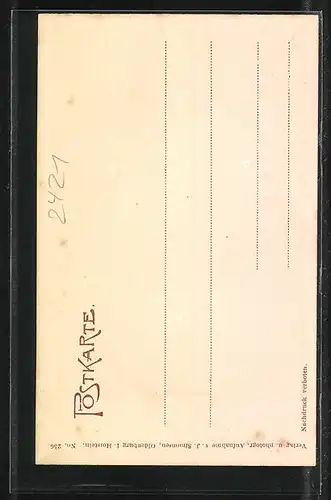 POSTKARTE.
2421
Verlag u. photogr. Aufnahme v. J. Simonsen, Oldenburg i. Holstein. No. 256
Nachdruck verboten.